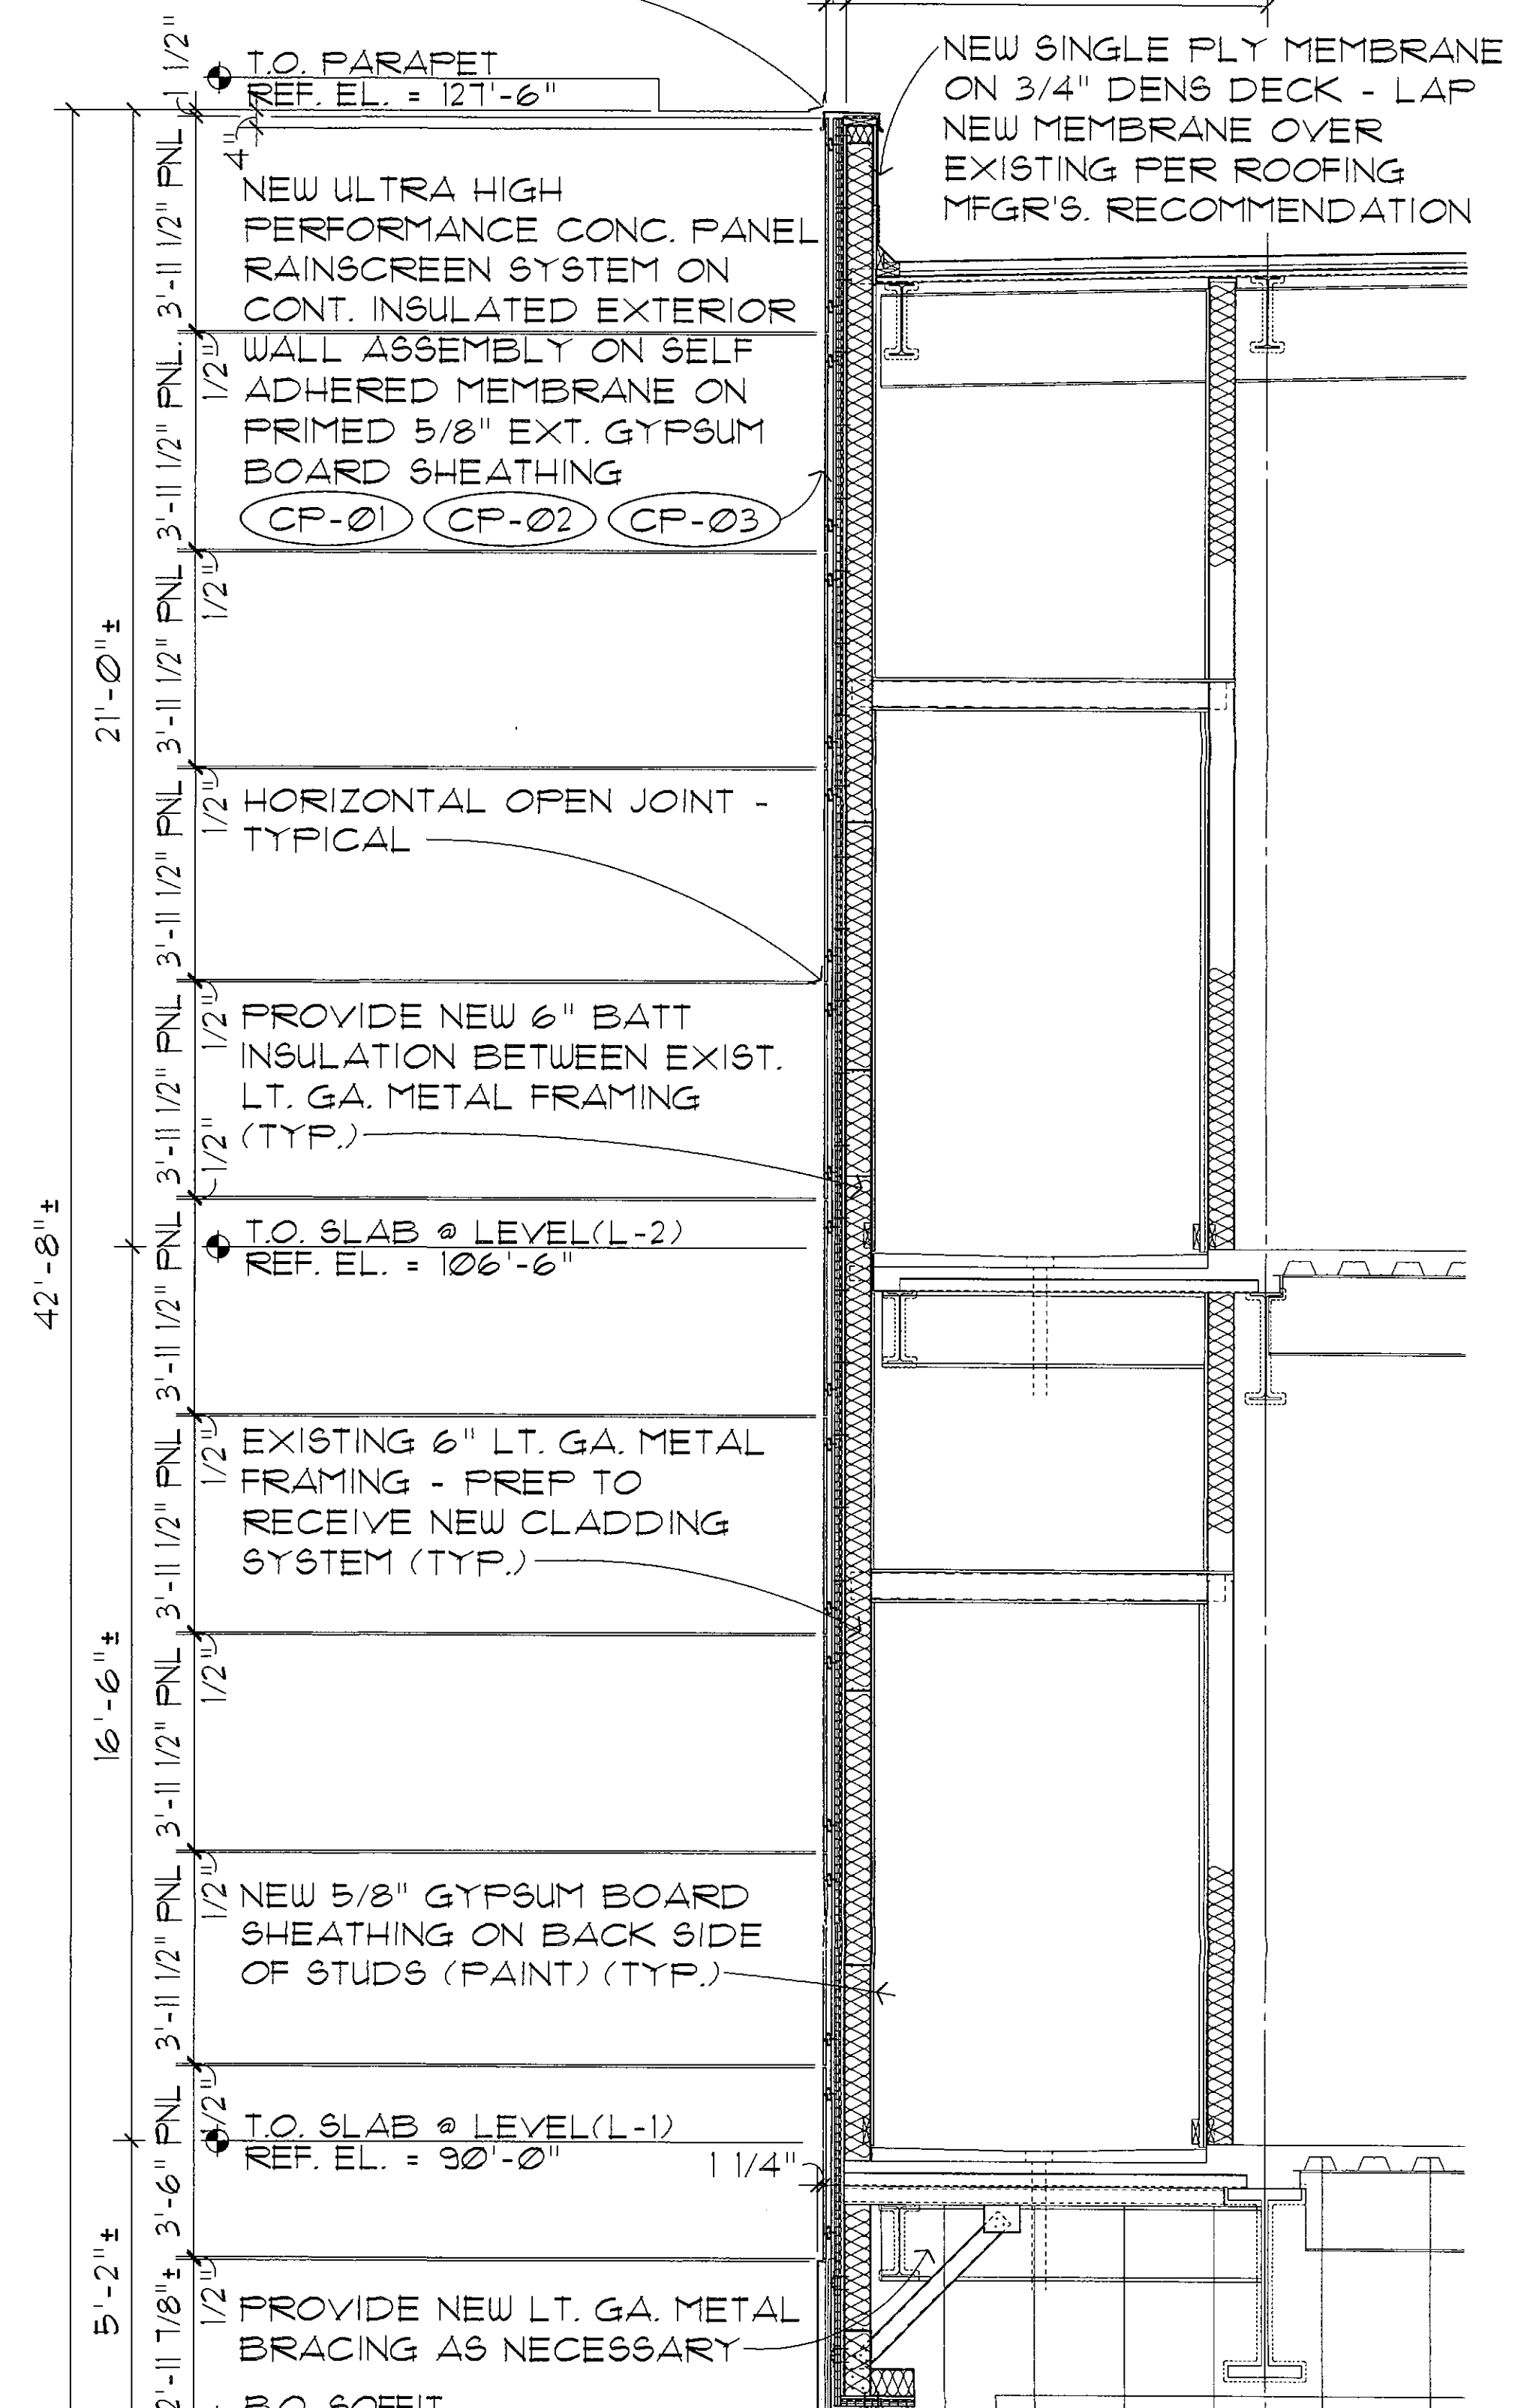 1 1/2"
T.O. PARAPET
REF. EL. = 127'-6"
4"
NEW SINGLE PLY MEMBRANE
ON 3/4" DENS DECK - LAP
NEW MEMBRANE OVER
EXISTING PER ROOFING
MFGR'S. RECOMMENDATION
NEW ULTRA HIGH
PERFORMANCE CONC. PANEL
RAINSCREEN SYSTEM ON
CONT. INSULATED EXTERIOR
WALL ASSEMBLY ON SELF
ADHERED MEMBRANE ON
PRIMED 5/8" EXT. GYPSUM
BOARD SHEATHING
CP-Ø1 CP-Ø2 CP-Ø3
3'-11 1/2" PNL
1/2"
3'-11 1/2" PNL.
1/2"
3'-11 1/2" PNL
1/2"
21'-Ø"±
HORIZONTAL OPEN JOINT -
TYPICAL
3'-11 1/2" PNL
1/2"
PROVIDE NEW 6" BATT
INSULATION BETWEEN EXIST.
LT. GA. METAL FRAMING
(TYP.)
3'-11 1/2" PNL
1/2"
42'-8"±
T.O. SLAB @ LEVEL(L-2)
REF. EL. = 1Ø6'-6"
3'-11 1/2" PNL
1/2"
EXISTING 6" LT. GA. METAL
FRAMING - PREP TO
RECEIVE NEW CLADDING
SYSTEM (TYP.)
3'-11 1/2" PNL
1/2"
16'-6"±
3'-11 1/2" PNL
1/2"
NEW 5/8" GYPSUM BOARD
SHEATHING ON BACK SIDE
OF STUDS (PAINT) (TYP.)
3'-11 1/2" PNL
1/2"
T.O. SLAB @ LEVEL(L-1)
REF. EL. = 9Ø'-Ø"
1 1/4"
3'-6" PNL
1/2"
5'-2"±
2'-11 7/8"±
PROVIDE NEW LT. GA. METAL
BRACING AS NECESSARY
B.O. SOFFIT